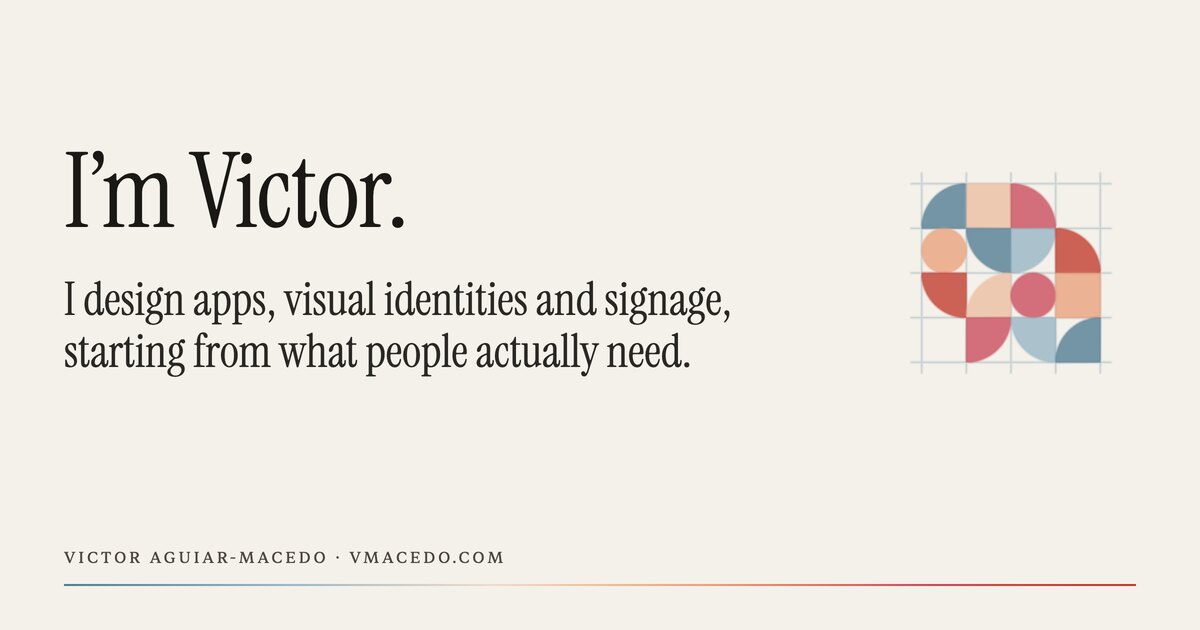 I’m Victor.
I design apps, visual identities and signage,
starting from what people actually need.
VICTOR AGUIAR-MACEDO · VMACEDO.COM